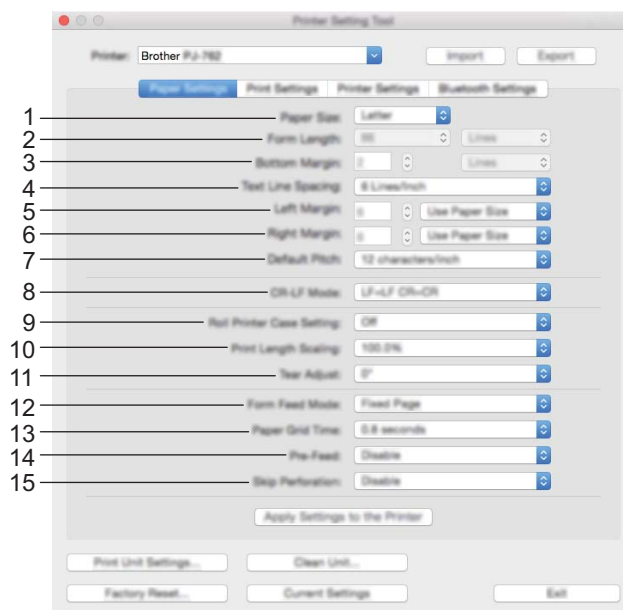 Printer Setting Tool
Printer: Brother PJ-762 Import Export
Paper Settings Print Settings Printer Settings Bluetooth Settings
1 Paper Size: Letter
2 Form Length: Lines
3 Bottom Margin: 2 Lines
4 Text Line Spacing: 6 Lines/Inch
5 Left Margin: Use Paper Size
6 Right Margin: Use Paper Size
7 Default Pitch: 12 characters/inch
8 CR-LF Mode: LF=LF CR=CR
9 Roll Printer Case Setting: Off
10 Print Length Scaling: 100.0%
11 Tear Adjust: 0"
12 Form Feed Mode: Fixed Page
13 Paper Grid Time: 0.8 seconds
14 Pre-Feed: Disable
15 Skip Perforation: Disable
Apply Settings to the Printer
Print Unit Settings... Clean Unit...
Factory Reset... Current Settings Exit